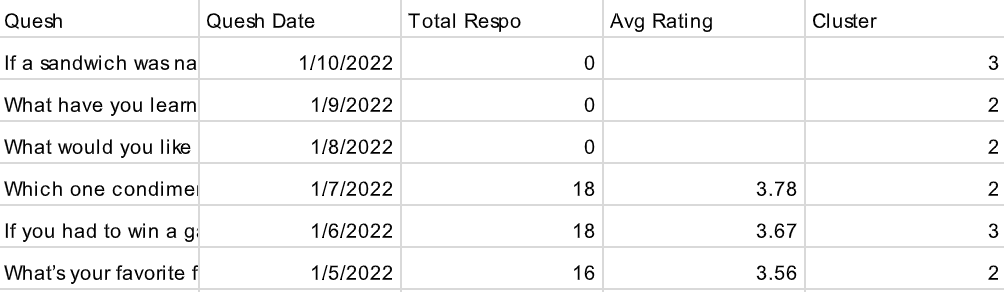 Quesh Quesh Date Total Respo Avg Rating Cluster
If a sandwich was na 1/10/2022 0 3
What have you learn 1/9/2022 0 2
What would you like 1/8/2022 0 2
Which one condime 1/7/2022 18 3.78 2
If you had to win a g 1/6/2022 18 3.67 3
What's your favorite f 1/5/2022 16 3.56 2